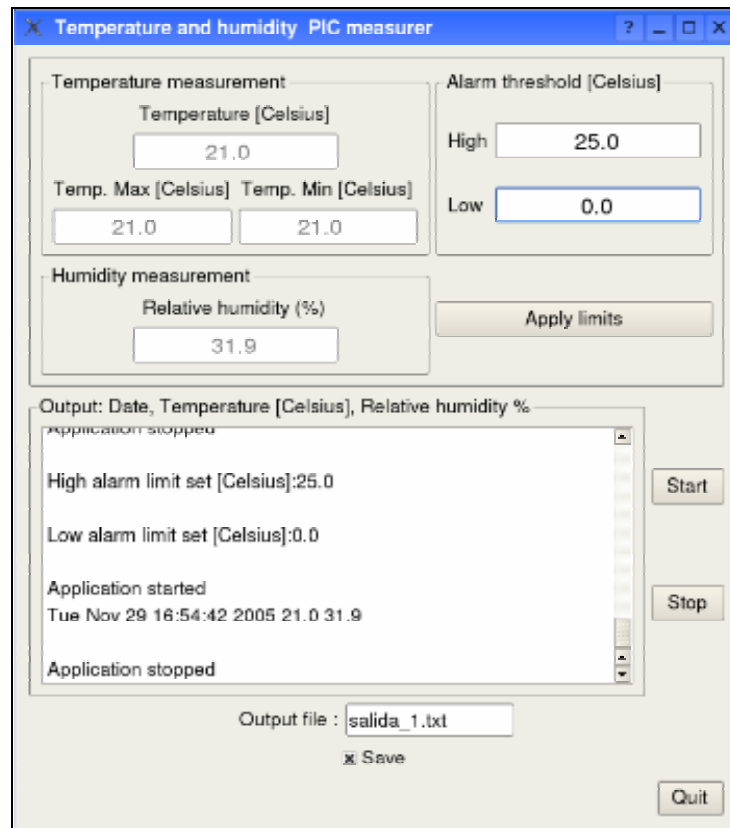 Temperature and humidity PIC measurer
Temperature measurement
Temperature [Celsius]
21.0
Temp. Max [Celsius] Temp. Min [Celsius]
21.0 21.0
Alarm threshold [Celsius]
High 25.0
Low 0.0
Humidity measurement
Relative humidity (%)
31.9
Apply limits
Output: Date, Temperature [Celsius], Relative humidity %
Application stopped
High alarm limit set [Celsius]:25.0
Low alarm limit set [Celsius]:0.0
Application started
Tue Nov 29 16:54:42 2005 21.0 31.9
Application stopped
Start
Stop
Output file : salida_1.txt
Save
Quit